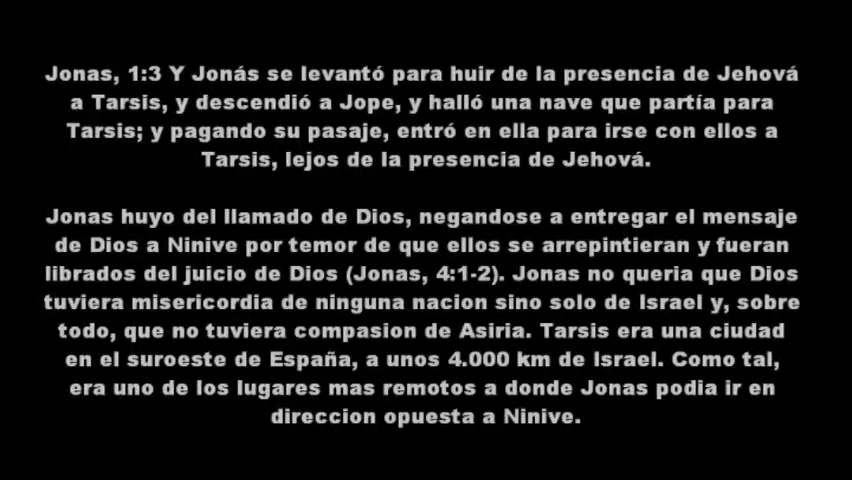 Jonas, 1:3 Y Jonás se levantó para huir de la presencia de Jehová
a Tarsis, y descendió a Jope, y halló una nave que partía para
Tarsis; y pagando su pasaje, entró en ella para irse con ellos a
Tarsis, lejos de la presencia de Jehová.
Jonas huyo del llamado de Dios, negandose a entregar el mensaje
de Dios a Ninive por temor de que ellos se arrepintieran y fueran
librados del juicio de Dios (Jonas, 4:1-2). Jonas no queria que Dios
tuviera misericordia de ninguna nacion sino solo de Israel y, sobre
todo, que no tuviera compasion de Asiria. Tarsis era una ciudad
en el suroeste de España, a unos 4.000 km de Israel. Como tal,
era uno de los lugares mas remotos a donde Jonas podia ir en
direccion opuesta a Ninive.